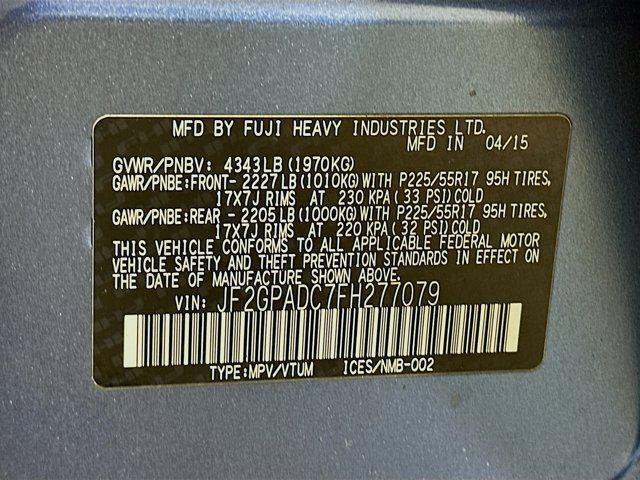 MFD BY FUJI HEAVY INDUSTRIES LTD.
MFD IN 04/15
GVWR/PNBV: 4343LB(1970KG)
GAWR/PNBE:FRONT-2227LB(1010KG)WITH P225/55R17 95H TIRES,
17X7J RIMS AT 230 KPA(33 PSI)COLD
GAWR/PNBE:REAR -2205LB(1000KG)WITH P225/55R17 95H TIRES,
17X7J RIMS AT 220 KPA(32 PSI)COLD
THIS VEHICLE CONFORMS TO ALL APPLICABLE FEDERAL MOTOR
VEHICLE SAFETY AND THEFT PREVENTION STANDARDS IN EFFECT ON
THE DATE OF MANUFACTURE SHOWN ABOVE.
VIN: JF2GPADC7FH277079
TYPE:MPV/VTUM ICES/NMB-002